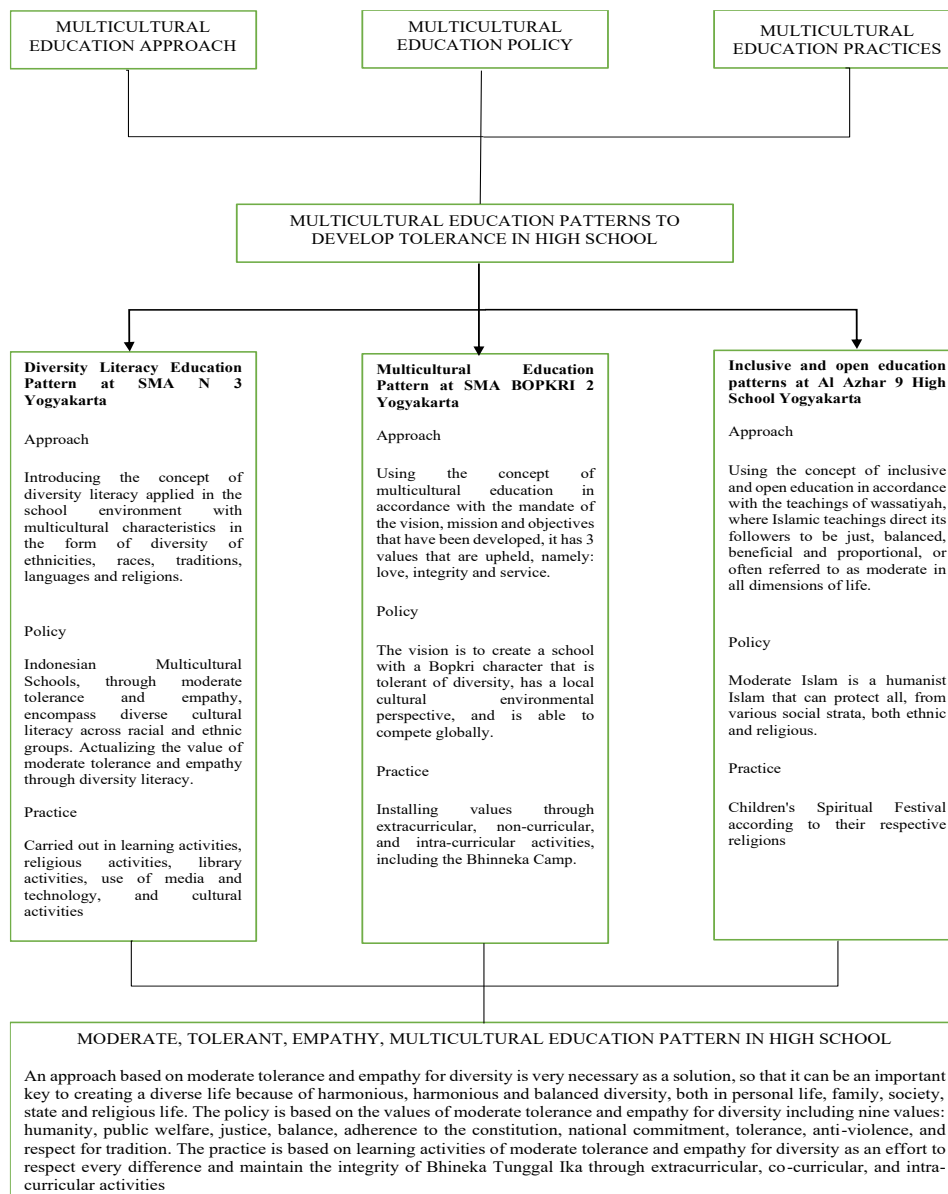 MULTICULTURAL
EDUCATION APPROACH
MULTICULTURAL
EDUCATION POLICY
MULTICULTURAL
EDUCATION PRACTICES
MULTICULTURAL EDUCATION PATTERNS TO
DEVELOP TOLERANCE IN HIGH SCHOOL
Diversity Literacy Education
Pattern at SMA N 3
Yogyakarta
Approach
Introducing the concept of
diversity literacy applied in the
school environment with
multicultural characteristics in
the form of diversity of
ethnicities, races, traditions,
languages and religions.
Policy
Indonesian Multicultural
Schools, through moderate
tolerance and empathy,
encompass diverse cultural
literacy across racial and ethnic
groups. Actualizing the value of
moderate tolerance and empathy
through diversity literacy.
Practice
Carried out in learning activities,
religious activities, library
activities, use of media and
technology, and cultural
activities
Multicultural Education
Pattern at SMA BOPKRI 2
Yogyakarta
Approach
Using the concept of
multicultural education in
accordance with the mandate of
the vision, mission and objectives
that have been developed, it has 3
values that are upheld, namely:
love, integrity and service.
Policy
The vision is to create a school
with a Bopkri character that is
tolerant of diversity, has a local
cultural environmental
perspective, and is able to
compete globally.
Practice
Installing values through
extracurricular, non-curricular,
and intra-curricular activities,
including the Bhinneka Camp.
Inclusive and open education
patterns at Al Azhar 9 High
School Yogyakarta
Approach
Using the concept of inclusive
and open education in accordance
with the teachings of wassatiyah,
where Islamic teachings direct its
followers to be just, balanced,
beneficial and proportional, or
often referred to as moderate in
all dimensions of life.
Policy
Moderate Islam is a humanist
Islam that can protect all, from
various social strata, both ethnic
and religious.
Practice
Children's Spiritual Festival
according to their respective
religions
MODERATE, TOLERANT, EMPATHY, MULTICULTURAL EDUCATION PATTERN IN HIGH SCHOOL
An approach based on moderate tolerance and empathy for diversity is very necessary as a solution, so that it can be an important
key to creating a diverse life because of harmonious, harmonious and balanced diversity, both in personal life, family, society,
state and religious life. The policy is based on the values of moderate tolerance and empathy for diversity including nine values:
humanity, public welfare, justice, balance, adherence to the constitution, national commitment, tolerance, anti-violence, and
respect for tradition. The practice is based on learning activities of moderate tolerance and empathy for diversity as an effort to
respect every difference and maintain the integrity of Bhineka Tunggal Ika through extracurricular, co-curricular, and intra-
curricular activities